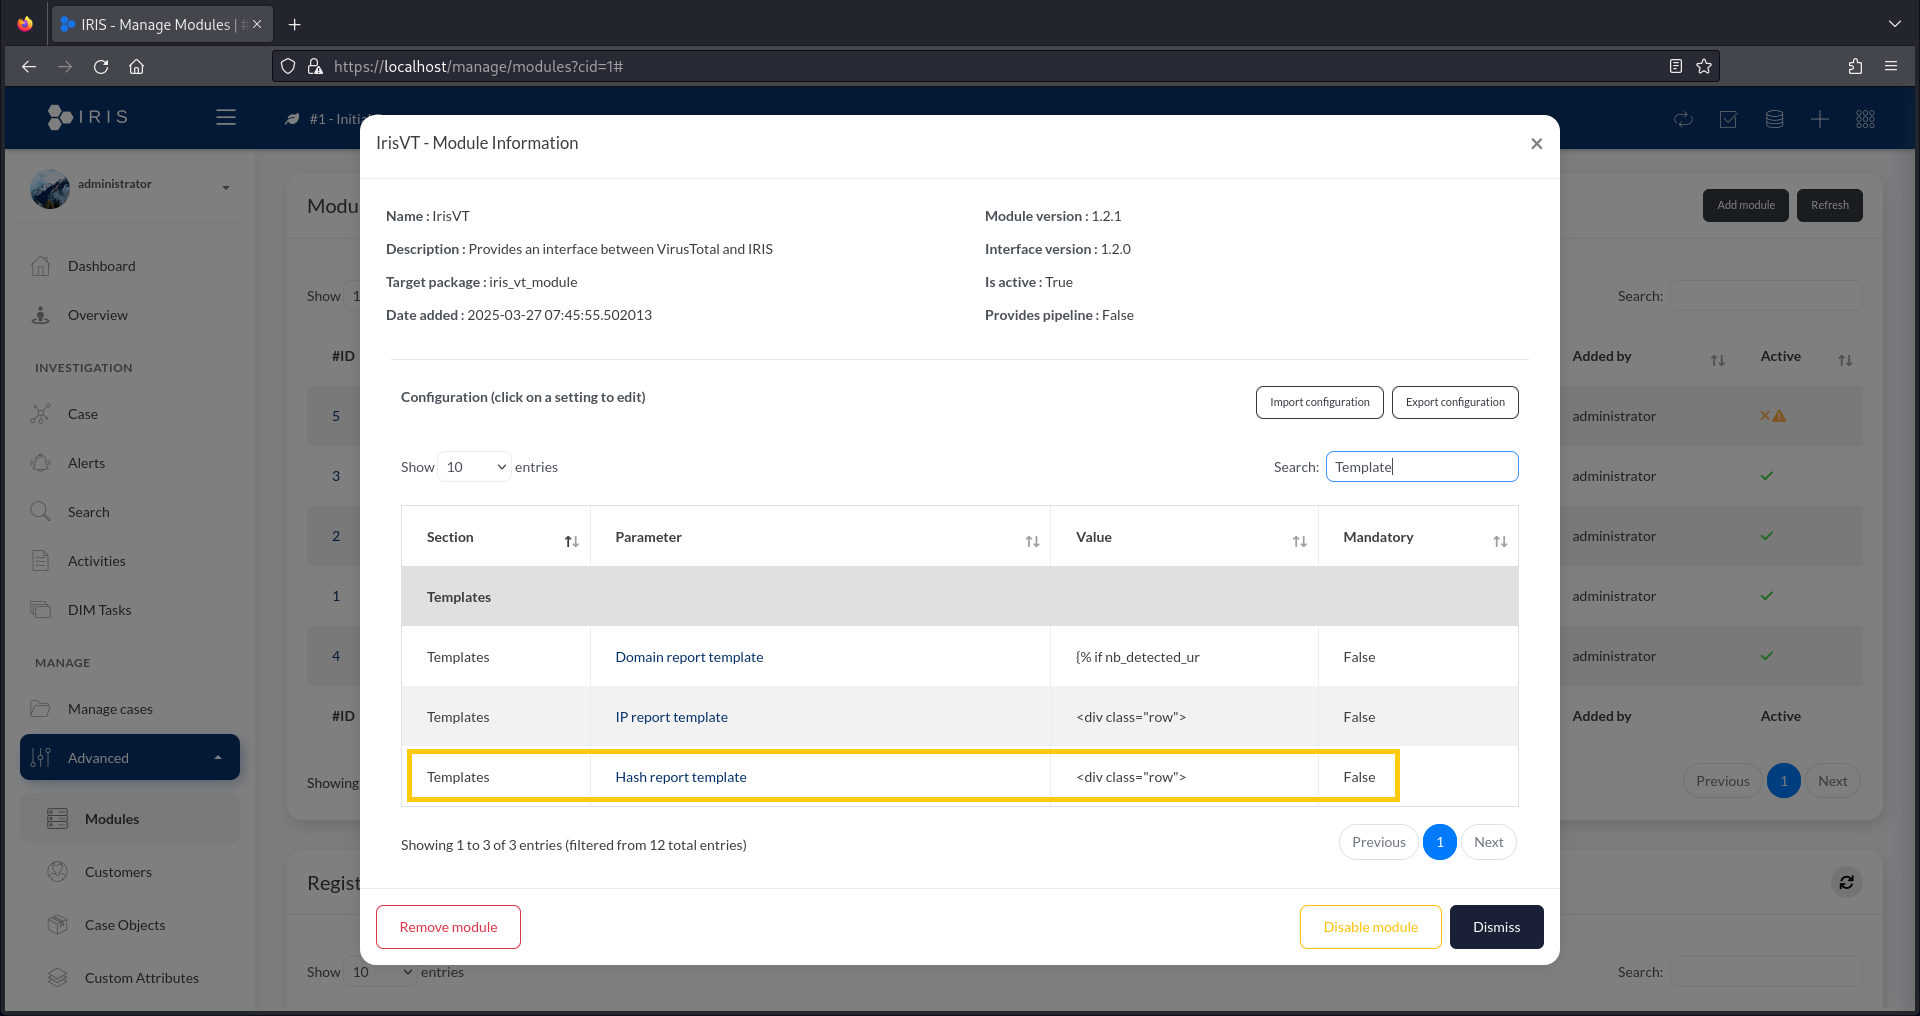 IRIS - Manage Modules | #
https://localhost/manage/modules?cid=1#
IRIS
#1 - Initial
administrator
Dashboard
Overview
INVESTIGATION
Case
Alerts
Search
Activities
DIM Tasks
MANAGE
Manage cases
Advanced
Modules
Customers
Case Objects
Custom Attributes
Modu
Add module
Refresh
Show 1
Search:
#ID
Added by
Active
5
administrator
3
administrator
2
administrator
1
administrator
4
administrator
#ID
Added by
Active
Showing
Previous
1
Next
Regist
Show 10 entries
Search:
IrisVT - Module Information
×
Name : IrisVT
Description : Provides an interface between VirusTotal and IRIS
Target package : iris_vt_module
Date added : 2025-03-27 07:45:55.502013
Module version : 1.2.1
Interface version : 1.2.0
Is active : True
Provides pipeline : False
Configuration (click on a setting to edit)
Import configuration
Export configuration
Show 10 entries
Search: Template
Section
Parameter
Value
Mandatory
Templates
Templates
Domain report template
{% if nb_detected_ur
False
Templates
IP report template
<div class="row">
False
Templates
Hash report template
<div class="row">
False
Showing 1 to 3 of 3 entries (filtered from 12 total entries)
Previous
1
Next
Remove module
Disable module
Dismiss